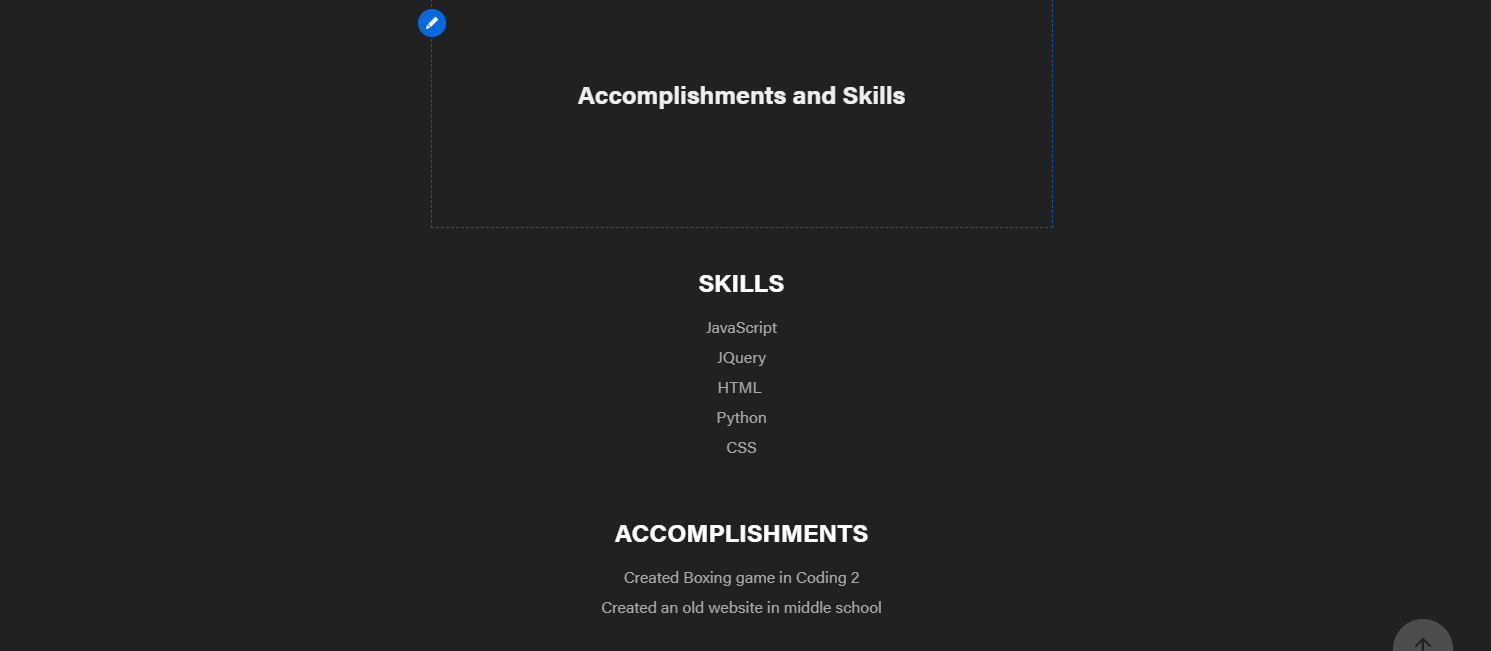 Accomplishments and Skills
SKILLS
JavaScript
JQuery
HTML
Python
CSS
ACCOMPLISHMENTS
Created Boxing game in Coding 2
Created an old website in middle school